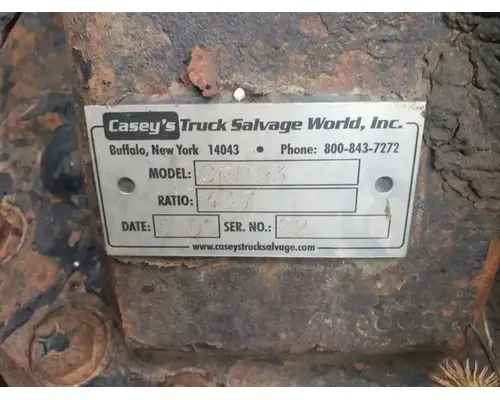 Casey's Truck Salvage World, Inc.
Buffalo, New York 14043 • Phone: 800-843-7272
MODEL:
RATIO:
DATE: SER. NO.: 22
www.caseystrucksalvage.com